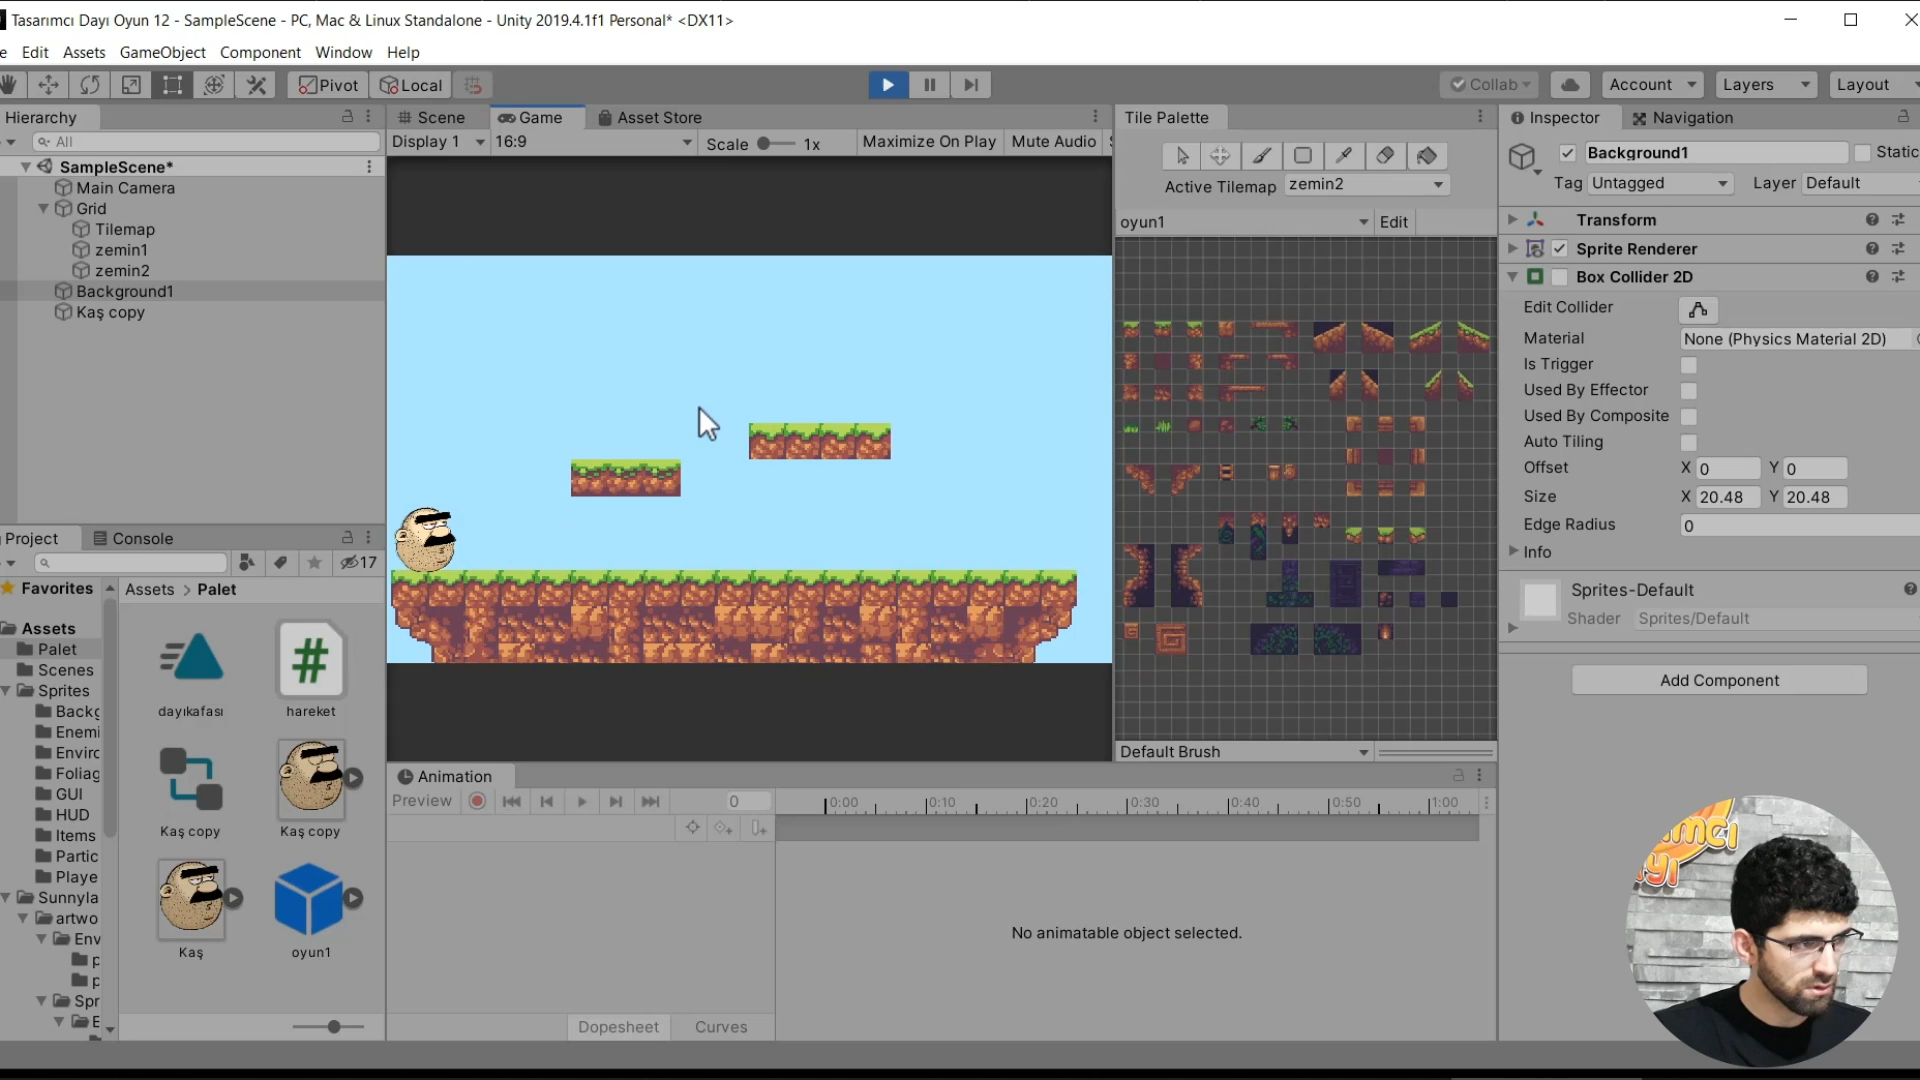 Tasarımcı Dayı Oyun 12 - SampleScene - PC, Mac & Linux Standalone - Unity 2019.4.1f1 Personal* <DX11>
e Edit Assets GameObject Component Window Help
Pivot Local Collab Account Layers Layout
Hierarchy
All
SampleScene*
Main Camera
Grid
Tilemap
zemin1
zemin2
Background1
Kaş copy
Scene Game Asset Store
Display 1 16:9 Scale 1x Maximize On Play Mute Audio S
Tile Palette
Active Tilemap zemin2
oyun1 Edit
Default Brush
Inspector Navigation
Background1 Static
Tag Untagged Layer Default
Transform
Sprite Renderer
Box Collider 2D
Edit Collider
Material None (Physics Material 2D)
Is Trigger
Used By Effector
Used By Composite
Auto Tiling
Offset X 0 Y 0
Size X 20.48 Y 20.48
Edge Radius 0
Info
Sprites-Default
Shader Sprites/Default
Add Component
Project Console
17
Favorites
Assets
Palet
Scenes
Sprites
Backg
Enemi
Enviro
Foliag
GUI
HUD
Items
Partic
Playe
Sunnyla
artwo
Env
p
p
Spr
E
Assets > Palet
dayıkafası hareket
Kaş copy Kaş copy
Kaş oyun1
Animation
Preview 0 0:00 0:10 0:20 0:30 0:40 0:50 1:00
No animatable object selected.
Dopesheet Curves